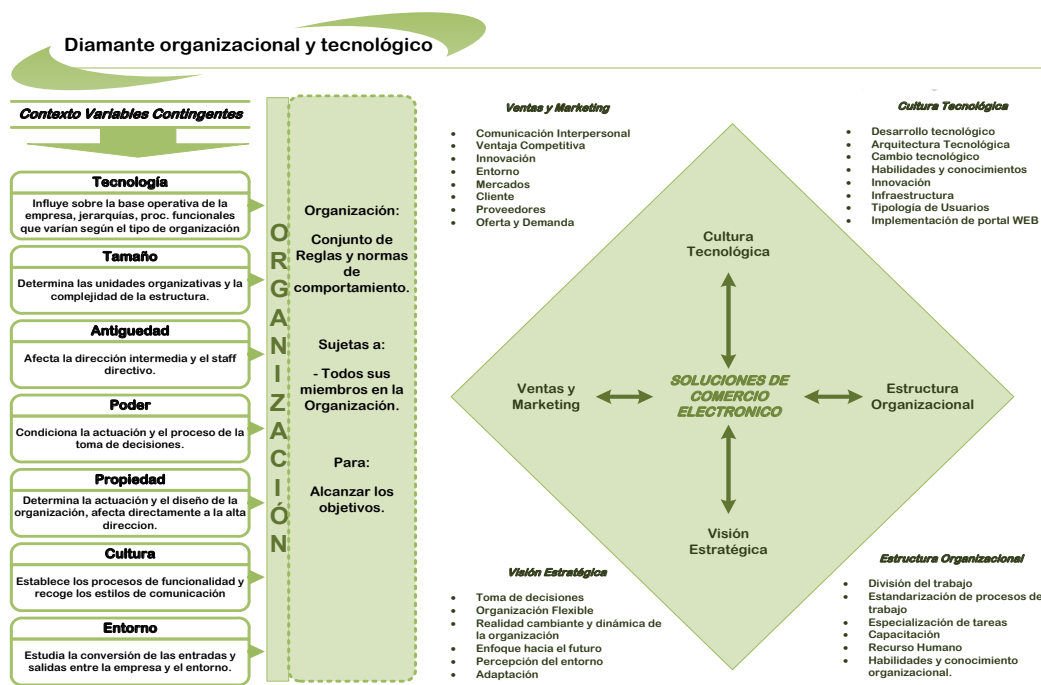 Diamante organizacional y tecnológico
Contexto Variables Contingentes
Tecnología
Influye sobre la base operativa de la
empresa, jerarquías, proc. funcionales
que varían según el tipo de organización
Tamaño
Determina las unidades organizativas y la
complejidad de la estructura.
Antiguedad
Afecta la dirección intermedia y el staff
directivo.
Poder
Condiciona la actuación y el proceso de la
toma de decisiones.
Propiedad
Determina la actuación y el diseño de la
organización, afecta directamente a la alta
direccion.
Cultura
Establece los procesos de funcionalidad y
recoge los estilos de comunicación
Entorno
Estudia la conversión de las entradas y
salidas entre la empresa y el entorno.
ORGANIZACIÓN
Organización:
Conjunto de
Reglas y normas
de
comportamiento.
Sujetas a:
- Todos sus
miembros en la
Organización.
Para:
Alcanzar los
objetivos.
Ventas y Marketing
• Comunicación Interpersonal
• Ventaja Competitiva
• Innovación
• Entorno
• Mercados
• Cliente
• Proveedores
• Oferta y Demanda
Cultura Tecnológica
• Desarrollo tecnológico
• Arquitectura Tecnológica
• Cambio tecnológico
• Habilidades y conocimientos
• Innovación
• Infraestructura
• Tipología de Usuarios
• Implementación de portal WEB
Cultura
Tecnológica
Ventas y
Marketing
SOLUCIONES DE
COMERCIO
ELECTRONICO
Estructura
Organizacional
Visión
Estratégica
Visión Estratégica
• Toma de decisiones
• Organización Flexible
• Realidad cambiante y dinámica de
la organización
• Enfoque hacia el futuro
• Percepción del entorno
• Adaptación
Estructura Organizacional
• División del trabajo
• Estandarización de procesos de
trabajo
• Especialización de tareas
• Capacitación
• Recurso Humano
• Habilidades y conocimiento
organizacional.